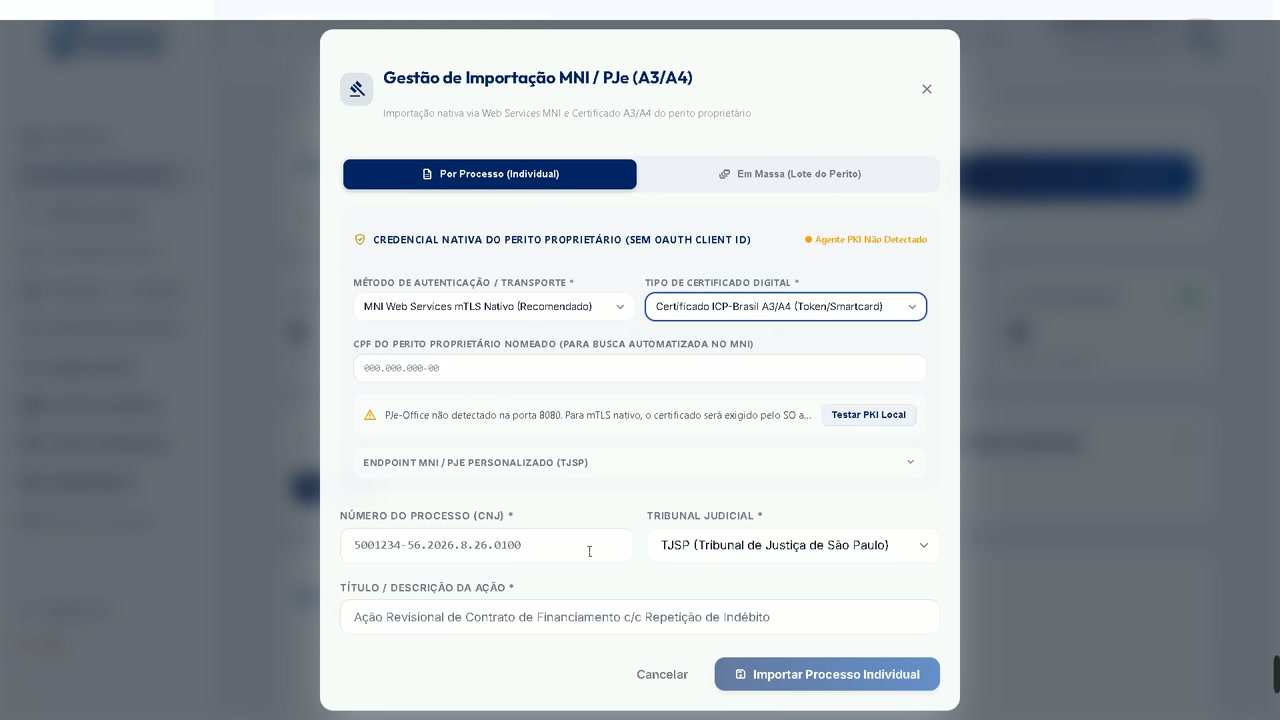 Gestão de Importação MNI / PJe (A3/A4)
Importação nativa via Web Services MNI e Certificado A3/A4 do perito proprietário
Por Processo (Individual)
Em Massa (Lote do Perito)
CREDENCIAL NATIVA DO PERITO PROPRIETÁRIO (SEM OAUTH CLIENT ID)
Agente PKI Não Detectado
MÉTODO DE AUTENTICAÇÃO / TRANSPORTE *
TIPO DE CERTIFICADO DIGITAL *
MNI Web Services mTLS Nativo (Recomendado)
Certificado ICP-Brasil A3/A4 (Token/Smartcard)
CPF DO PERITO PROPRIETÁRIO NOMEADO (PARA BUSCA AUTOMATIZADA NO MNI)
000.000.000-00
PJe-Office não detectado na porta 8080. Para mTLS nativo, o certificado será exigido pelo SO a...
Testar PKI Local
ENDPOINT MNI / PJE PERSONALIZADO (TJSP)
NÚMERO DO PROCESSO (CNJ) *
TRIBUNAL JUDICIAL *
5001234-56.2026.8.26.0100
TJSP (Tribunal de Justiça de São Paulo)
TÍTULO / DESCRIÇÃO DA AÇÃO *
Ação Revisional de Contrato de Financiamento c/c Repetição de Indébito
Cancelar
Importar Processo Individual